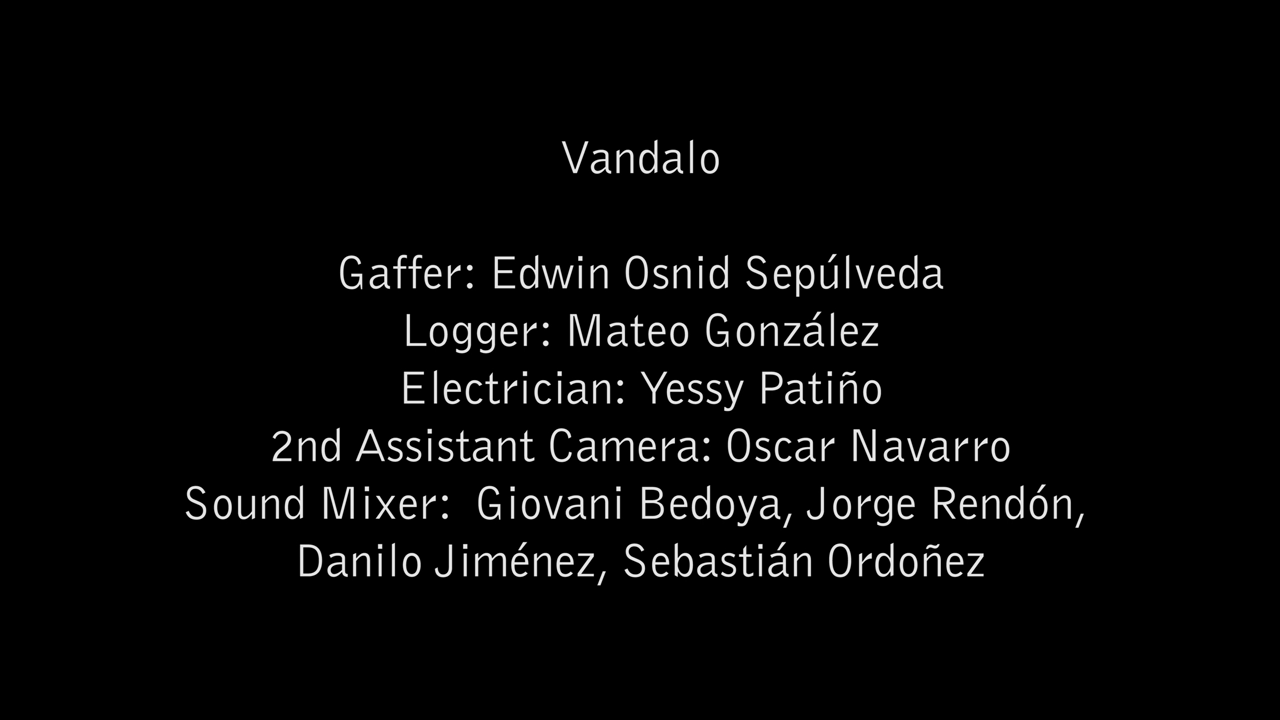 Vandalo
Gaffer: Edwin Osnid Sepúlveda
Logger: Mateo González
Electrician: Yessy Patiño
2nd Assistant Camera: Oscar Navarro
Sound Mixer:  Giovani Bedoya, Jorge Rendón,
Danilo Jiménez, Sebastián Ordoñez